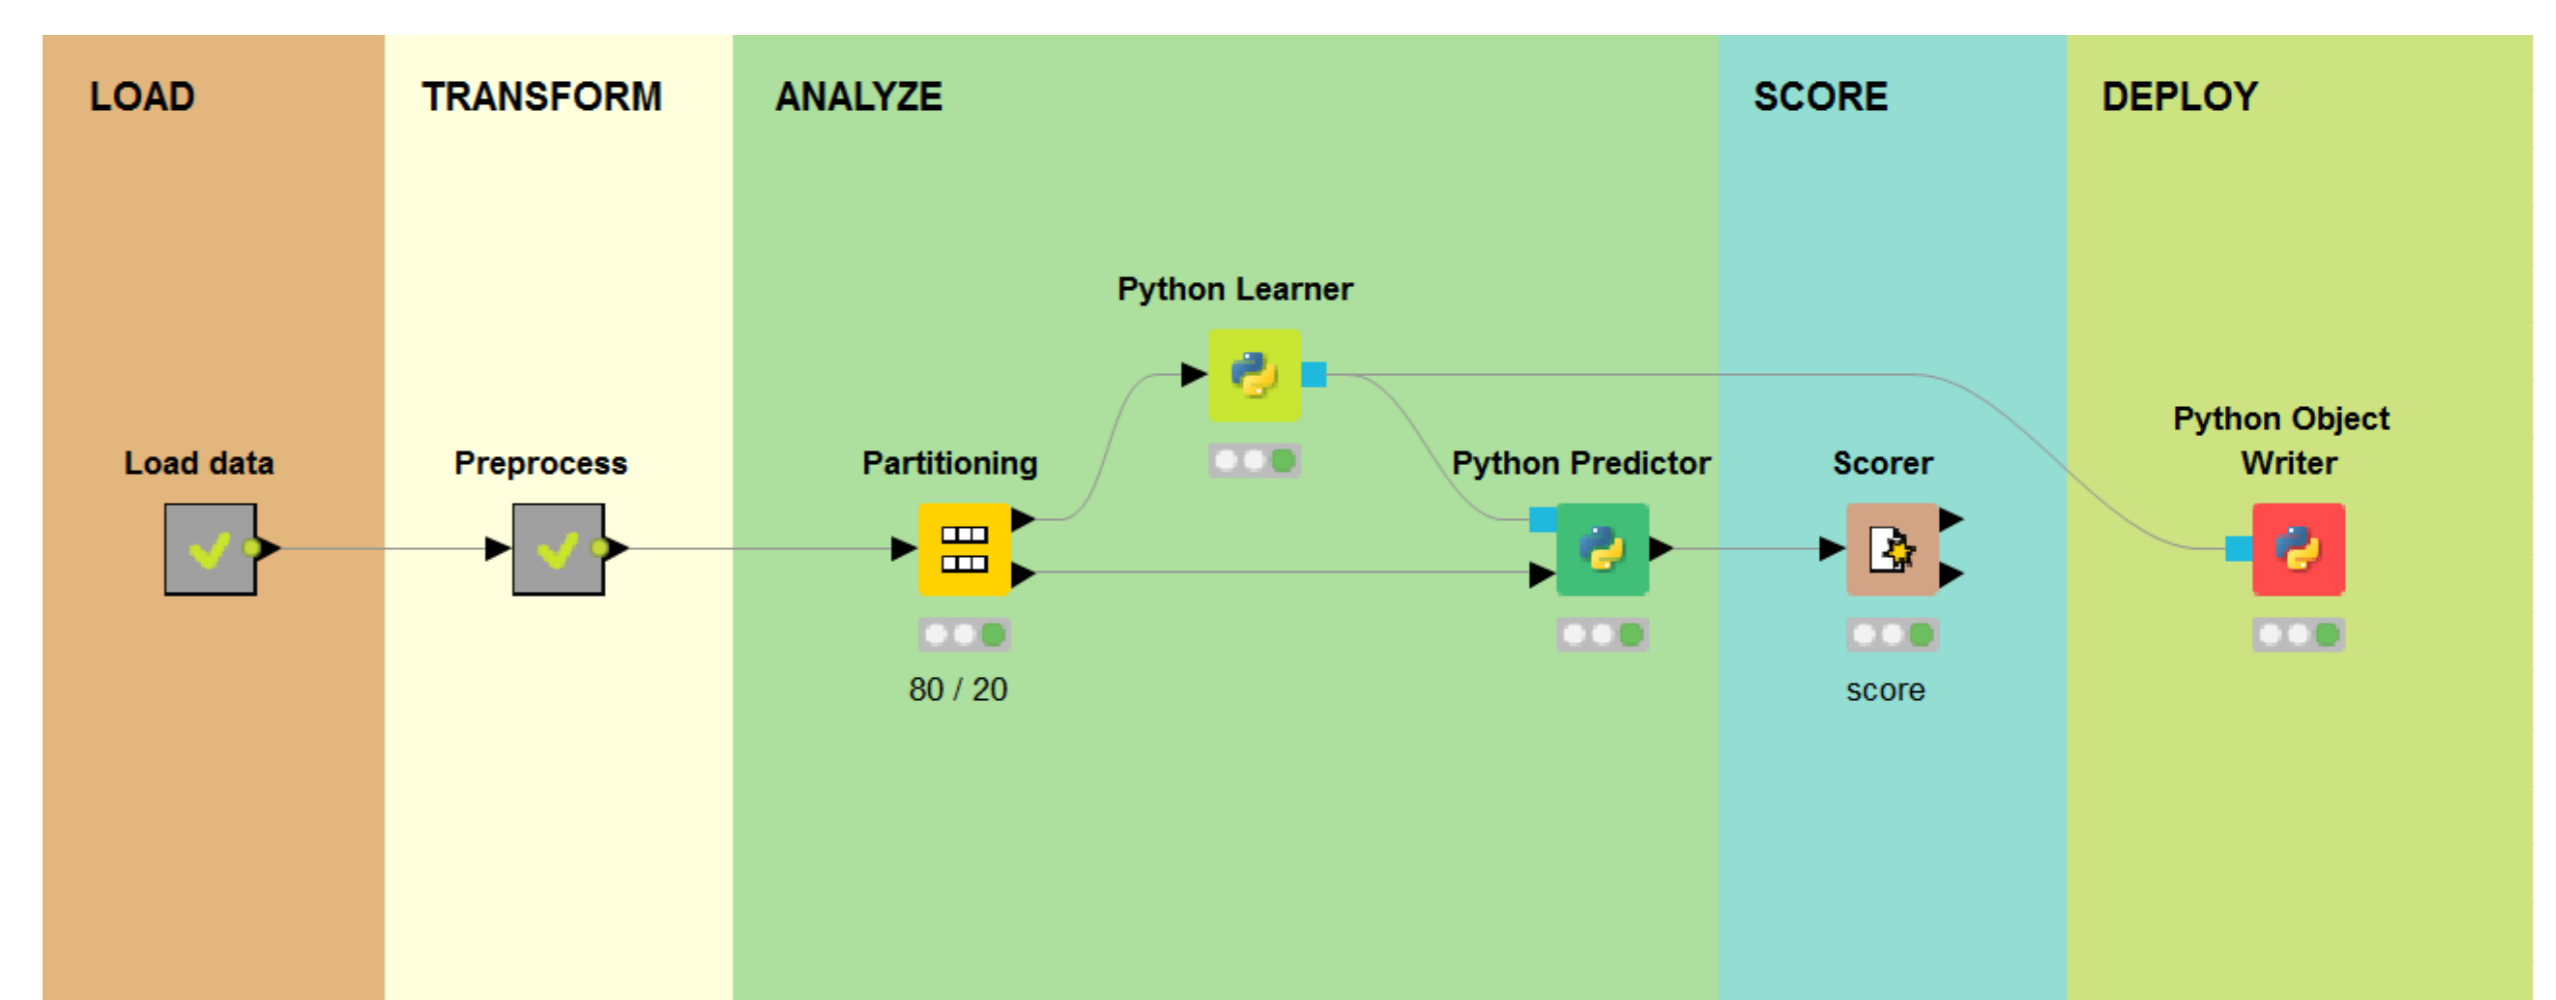 LOAD
TRANSFORM
ANALYZE
SCORE
DEPLOY
Python Learner
Python Object
Writer
Load data
Preprocess
Partitioning
Python Predictor
Scorer
80 / 20
score